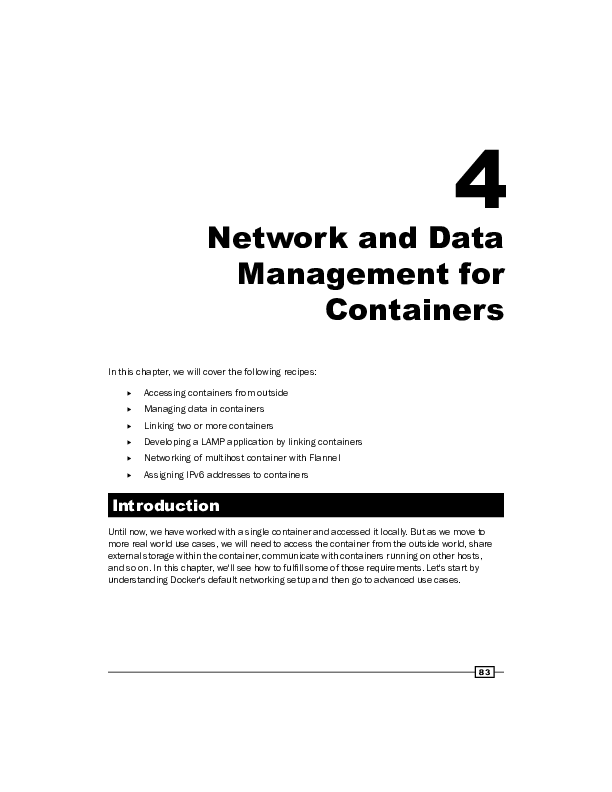 4
Network and Data
Management for
Containers
In this chapter, we will cover the following recipes:
▸ Accessing containers from outside
▸ Managing data in containers
▸ Linking two or more containers
▸ Developing a LAMP application by linking containers
▸ Networking of multihost container with Flannel
▸ Assigning IPv6 addresses to containers
Introduction
Until now, we have worked with a single container and accessed it locally. But as we move to
more real world use cases, we will need to access the container from the outside world, share
external storage within the container, communicate with containers running on other hosts,
and so on. In this chapter, we'll see how to fulfill some of those requirements. Let's start by
understanding Docker's default networking setup and then go to advanced use cases.
83